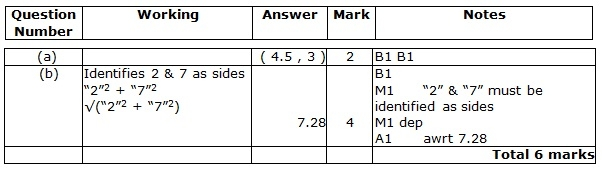 Question Number Working Answer Mark Notes
(a) ( 4.5 , 3 ) 2 B1 B1
(b) Identifies 2 & 7 as sides B1
“2”² + “7”² M1 “2” & “7” must be
√(“2”² + “7”²) identified as sides
7.28 4 M1 dep
A1 awrt 7.28
Total 6 marks